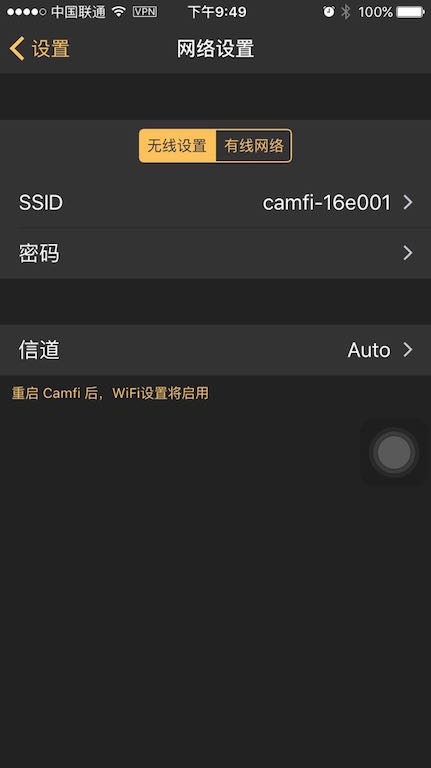 中国联通 VPN 下午9:49 100%
设置 网络设置
无线设置 有线网络
SSID camfi-16e001
密码
信道 Auto
重启 Camfi 后，WiFi设置将启用